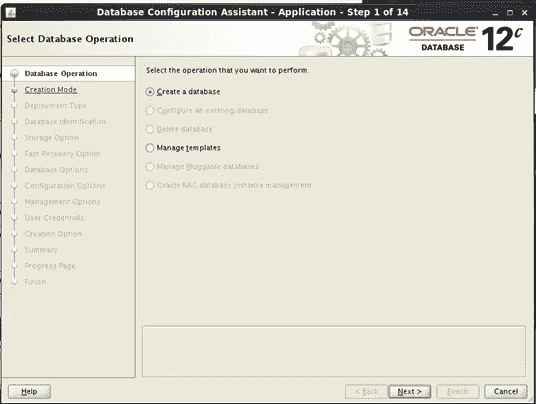 Database Configuration Assistant - Application - Step 1 of 14
Select Database Operation
ORACLE
DATABASE
12c
Database Operation
Creation Mode
Deployment Type
Database Identification
Storage Option
Fast Recovery Option
Database Options
Configuration Options
Management Options
User Credentials
Creation Option
Summary
Progress Page
Finish
Select the operation that you want to perform.
Create a database
Configure an existing database
Delete database
Manage templates
Manage Pluggable databases
Oracle RAC database instance management
Help
< Back
Next >
Finish
Cancel